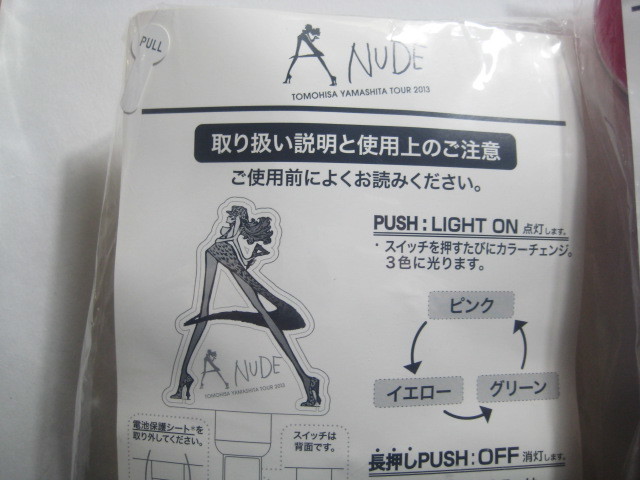 PULL
A NUDE
TOMOHISA YAMASHITA TOUR 2013
取り扱い説明と使用上のご注意
ご使用前によくお読みください。
PUSH : LIGHT ON 点灯します。
・スイッチを押すたびにカラーチェンジ。
３色に光ります。
ピンク
イエロー
グリーン
A NUDE
TOMOHISA YAMASHITA TOUR 2013
電池保護シート※を
取り外してください。
スイッチは
背面です。
長押しPUSH : OFF 消灯します。